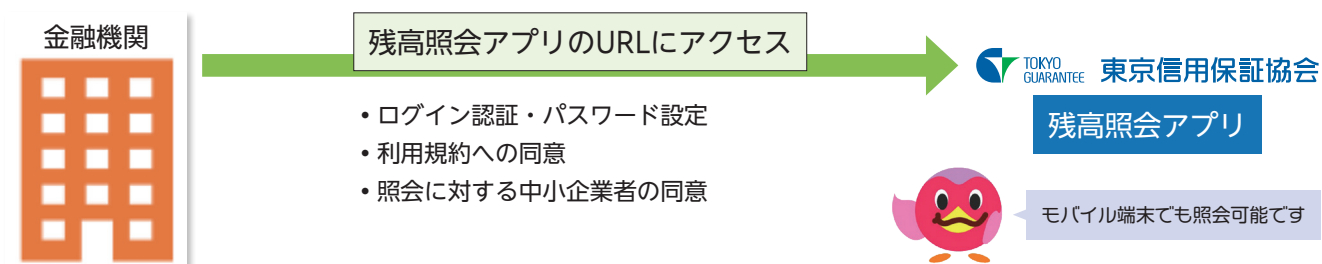 金融機関
残高照会アプリのURLにアクセス
•ログイン認証・パスワード設定
•利用規約への同意
•照会に対する中小企業者の同意
TOKYO
GUARANTEE
東京信用保証協会
残高照会アプリ
モバイル端末でも照会可能です